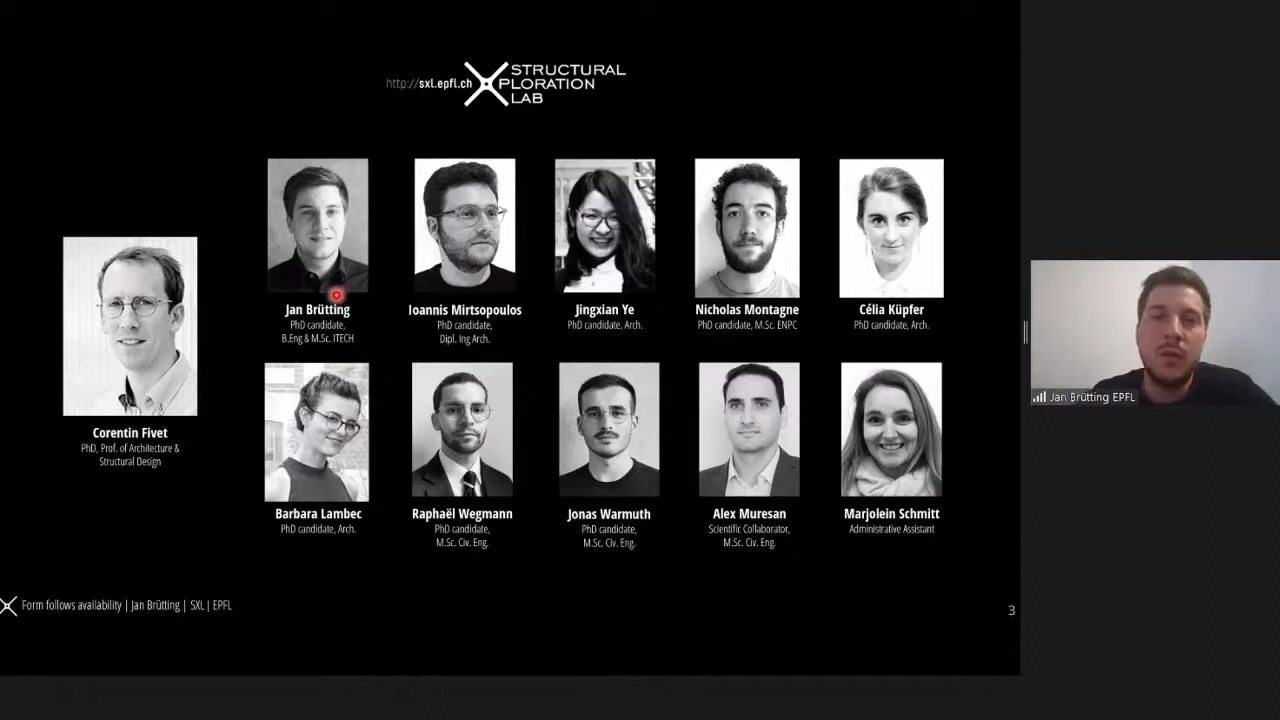 http://sxl.epfl.ch
STRUCTURAL
XPLORATION
LAB
Corentin Fivet
PhD, Prof. of Architecture &
Structural Design
Jan Brütting
PhD candidate,
B.Eng & M.Sc. ITECH
Ioannis Mirtsopoulos
PhD candidate,
Dipl. Ing Arch.
Jingxian Ye
PhD candidate, Arch.
Nicholas Montagne
PhD candidate, M.Sc. ENPC
Célia Küpfer
PhD candidate, Arch.
Barbara Lambec
PhD candidate, Arch.
Raphaël Wegmann
PhD candidate,
M.Sc. Civ. Eng.
Jonas Warmuth
PhD candidate,
M.Sc. Civ. Eng.
Alex Muresan
Scientific Collaborator,
M.Sc. Civ. Eng.
Marjolein Schmitt
Administrative Assistant
Form follows availability | Jan Brütting | SXL | EPFL
3
Jan Brütting EPFL